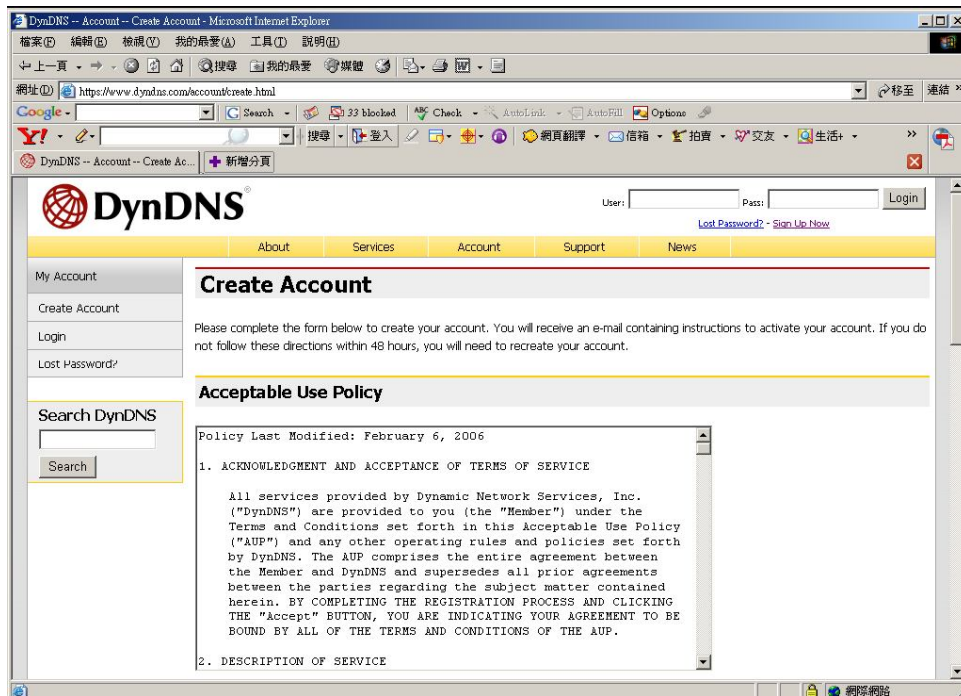 DynDNS -- Account -- Create Account - Microsoft Internet Explorer
檔案(F) 編輯(E) 檢視(V) 我的最愛(A) 工具(T) 說明(H)
上一頁 搜尋 我的最愛 媒體
網址(D) https://www.dyndns.com/account/create.html 移至 連結 »
Google Search 33 blocked Check AutoLink AutoFill Options
Y! 搜尋 登入 網頁翻譯 信箱 拍賣 交友 生活+ »
DynDNS -- Account -- Create Ac... 新增分頁
DynDNS®
User: Pass: Login
Lost Password? - Sign Up Now
About Services Account Support News
My Account
Create Account
Login
Lost Password?
Search DynDNS
Search
Create Account
Please complete the form below to create your account. You will receive an e-mail containing instructions to activate your account. If you do
not follow these directions within 48 hours, you will need to recreate your account.
Acceptable Use Policy
Policy Last Modified: February 6, 2006
1. ACKNOWLEDGMENT AND ACCEPTANCE OF TERMS OF SERVICE
All services provided by Dynamic Network Services, Inc.
("DynDNS") are provided to you (the "Member") under the
Terms and Conditions set forth in this Acceptable Use Policy
("AUP") and any other operating rules and policies set forth
by DynDNS. The AUP comprises the entire agreement between
the Member and DynDNS and supersedes all prior agreements
between the parties regarding the subject matter contained
herein. BY COMPLETING THE REGISTRATION PROCESS AND CLICKING
THE "Accept" BUTTON, YOU ARE INDICATING YOUR AGREEMENT TO BE
BOUND BY ALL OF THE TERMS AND CONDITIONS OF THE AUP.
2. DESCRIPTION OF SERVICE
網際網路